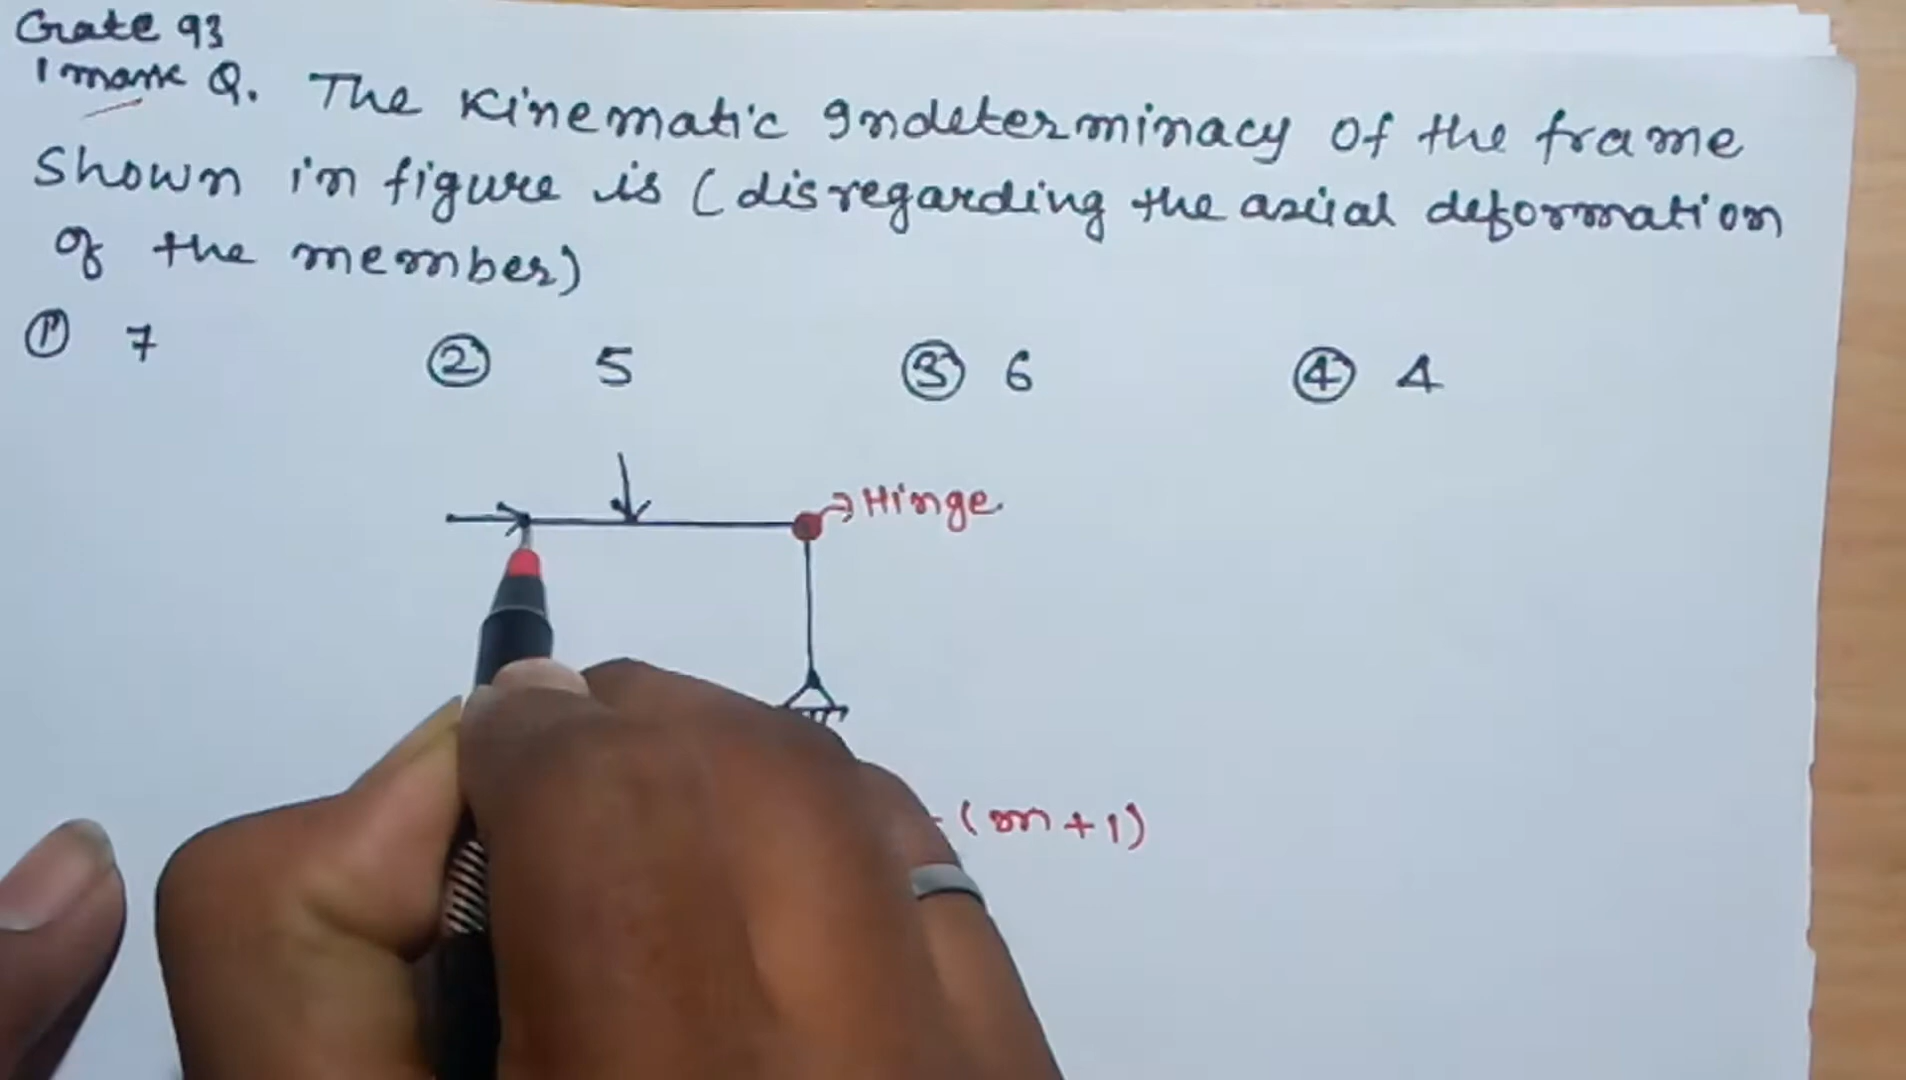 Gate 93
1 mark Q. The Kinematic Indeterminacy of the frame
Shown in figure is (disregarding the axial deformation
of the member)
① 7 ② 5 ③ 6 ④ 4
Hinge
(m+1)